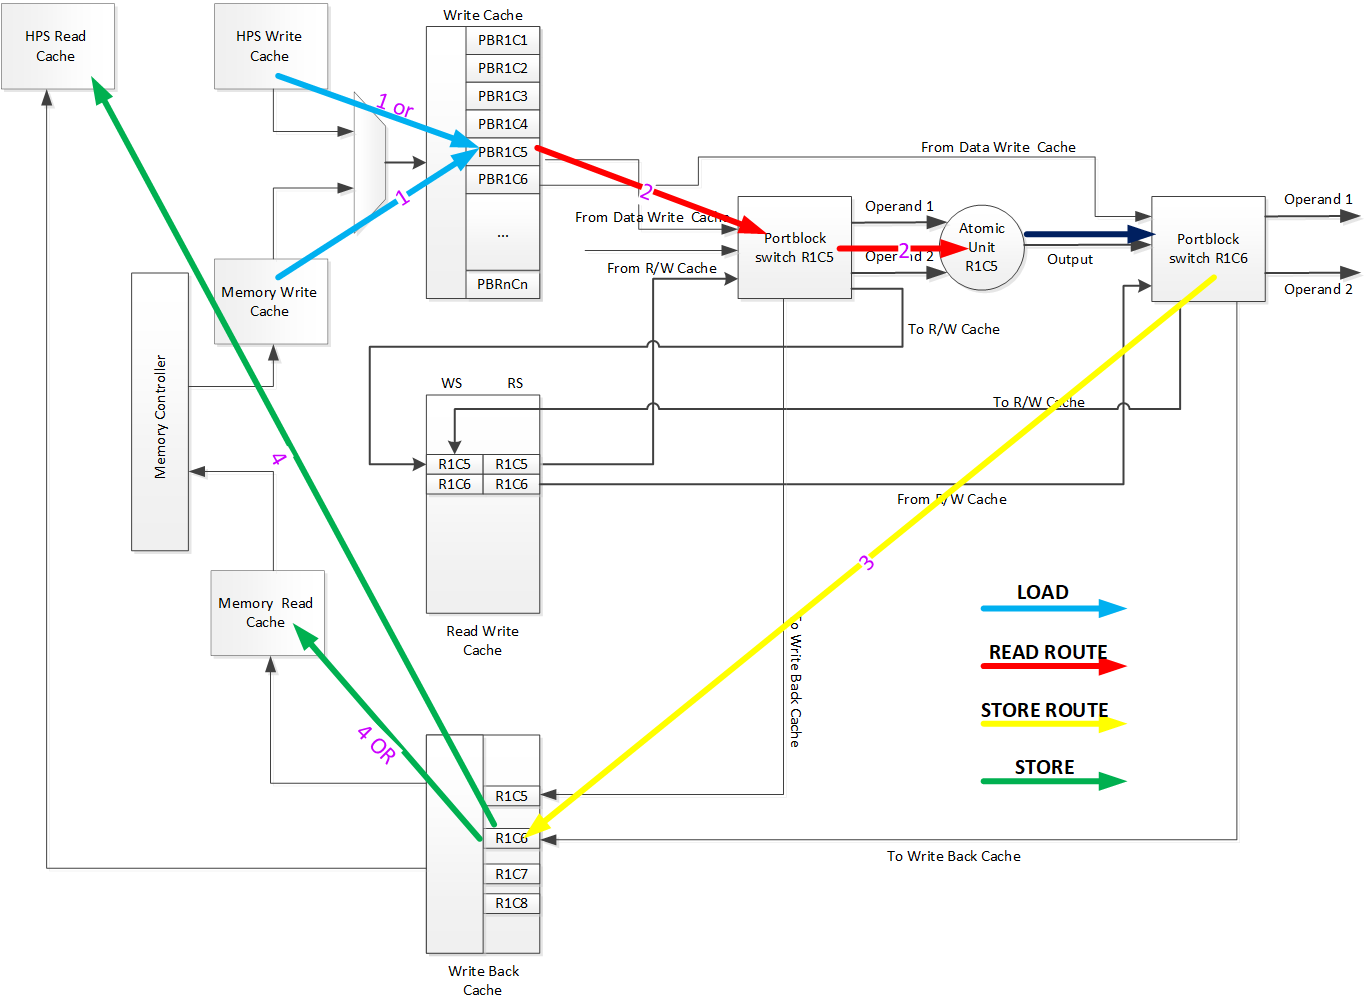 Write Cache
HPS Read
Cache
HPS Write
Cache
PBR1C1
PBR1C2
PBR1C3
PBR1C4
PBR1C5
PBR1C6
...
PBRnCn
1 or
1
2
From Data Write Cache
From Data Write Cache
From R/W Cache
Portblock
switch R1C5
Operand 1
Operand 2
2
Atomic
Unit
R1C5
Output
Portblock
switch R1C6
Operand 1
Operand 2
Memory Write
Cache
Memory Controller
To R/W Cache
WS RS
To R/W Cache
R1C5 R1C5
R1C6 R1C6
From R/W Cache
4
3
Memory Read
Cache
Read Write
Cache
To Write Back Cache
LOAD
READ ROUTE
STORE ROUTE
STORE
4 OR
R1C5
R1C6
R1C7
R1C8
To Write Back Cache
Write Back
Cache